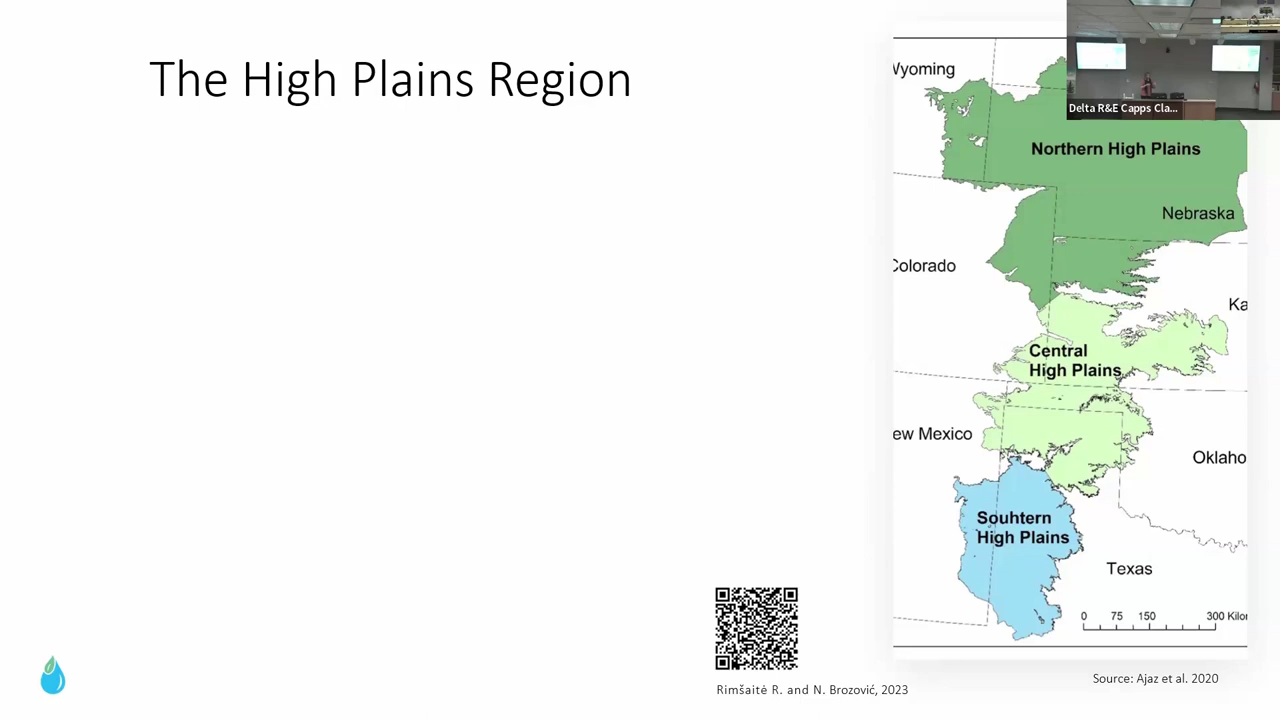 The High Plains Region
Wyoming
Delta R&E Capps Cla...
Northern High Plains
Nebraska
Colorado
Ka
Central
High Plains
ew Mexico
Oklaho
Souhtern
High Plains
Texas
0 75 150 300 Kilor
Source: Ajaz et al. 2020
Rimšaitė R. and N. Brozović, 2023